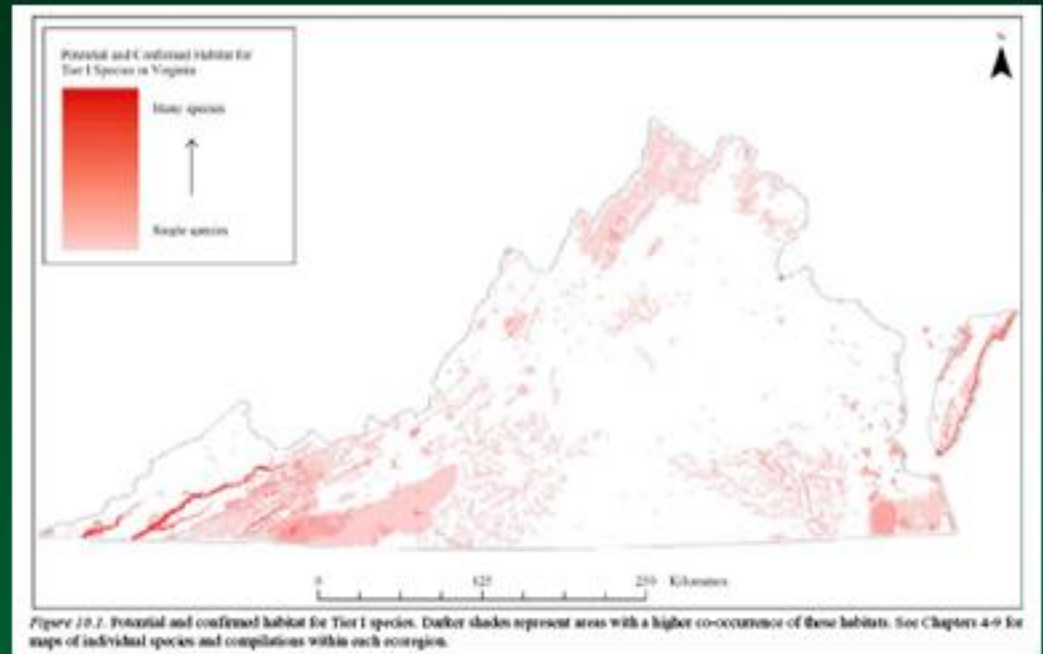 Potential and Confirmed Habitat for
Tier I Species in Virginia
Many species
Single species
N
0 125 250 Kilometers
Figure 10.1. Potential and confirmed habitat for Tier I species. Darker shades represent areas with a higher co-occurrence of these habitats. See Chapters 4-9 for
maps of individual species and compilations within each ecoregion.